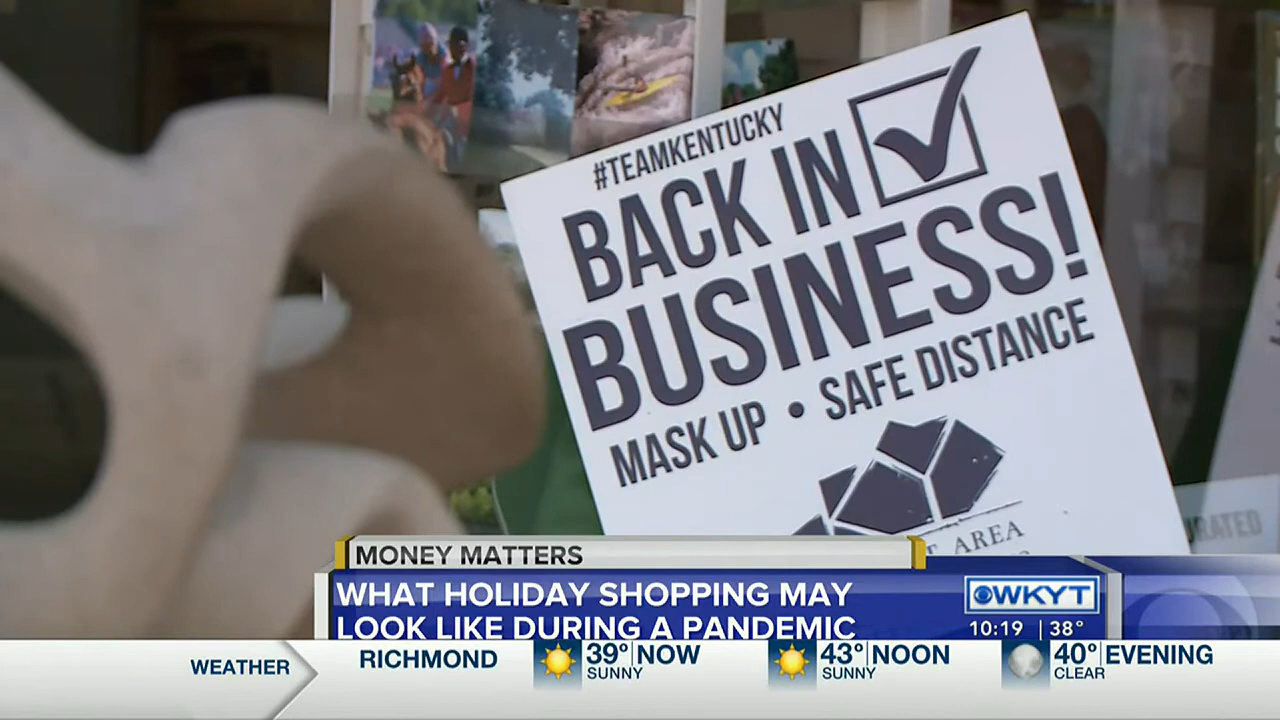 #TEAMKENTUCKY
BACK IN
BUSINESS!
MASK UP • SAFE DISTANCE
AREA
RATED
MONEY MATTERS
WHAT HOLIDAY SHOPPING MAY
LOOK LIKE DURING A PANDEMIC
WKYT
10:19 | 38°
WEATHER
RICHMOND
39° NOW
SUNNY
43° NOON
SUNNY
40° EVENING
CLEAR